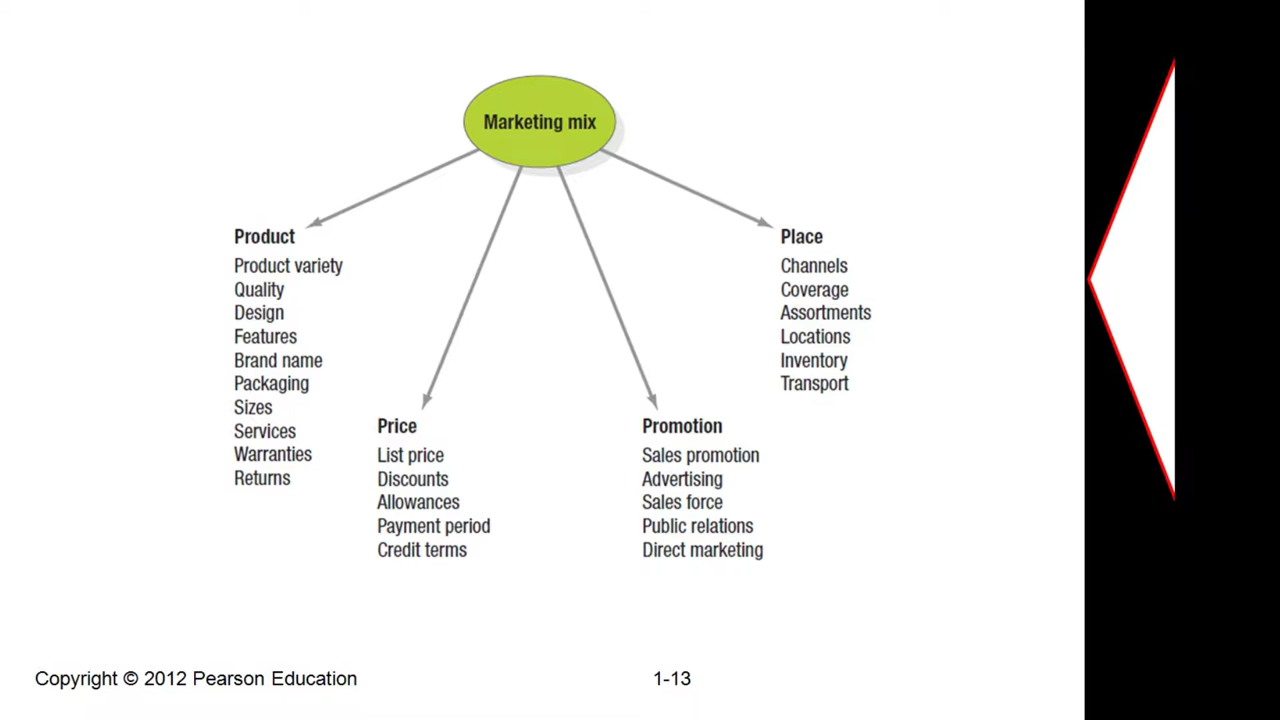 Marketing mix
Product
Product variety
Quality
Design
Features
Brand name
Packaging
Sizes
Services
Warranties
Returns
Price
List price
Discounts
Allowances
Payment period
Credit terms
Promotion
Sales promotion
Advertising
Sales force
Public relations
Direct marketing
Place
Channels
Coverage
Assortments
Locations
Inventory
Transport
Copyright © 2012 Pearson Education
1-13